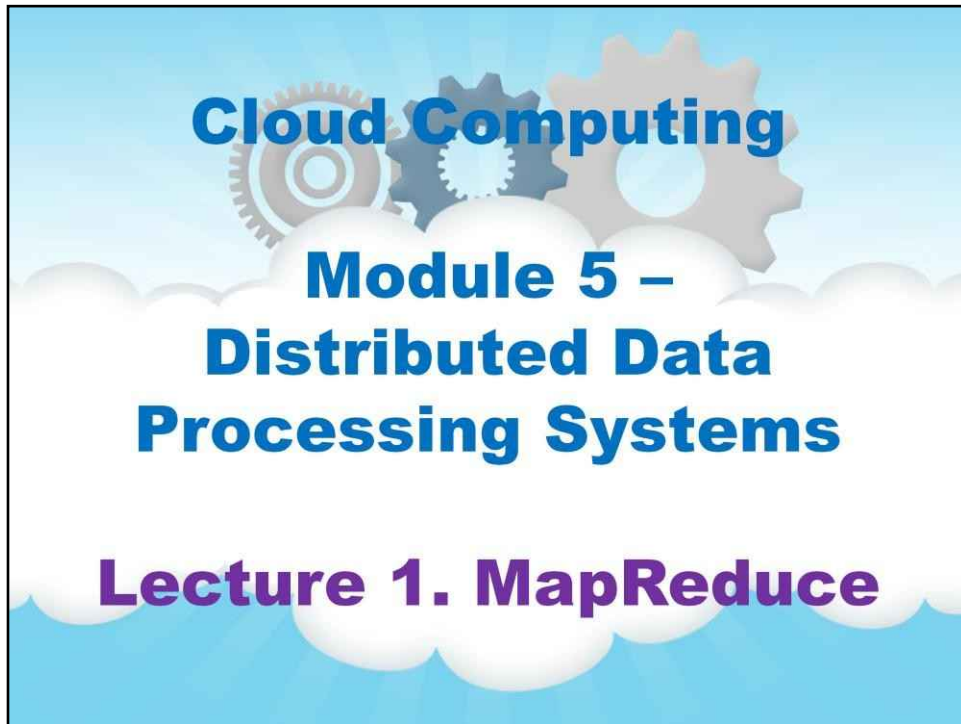 Cloud Computing
Module 5 –
Distributed Data
Processing Systems
Lecture 1. MapReduce